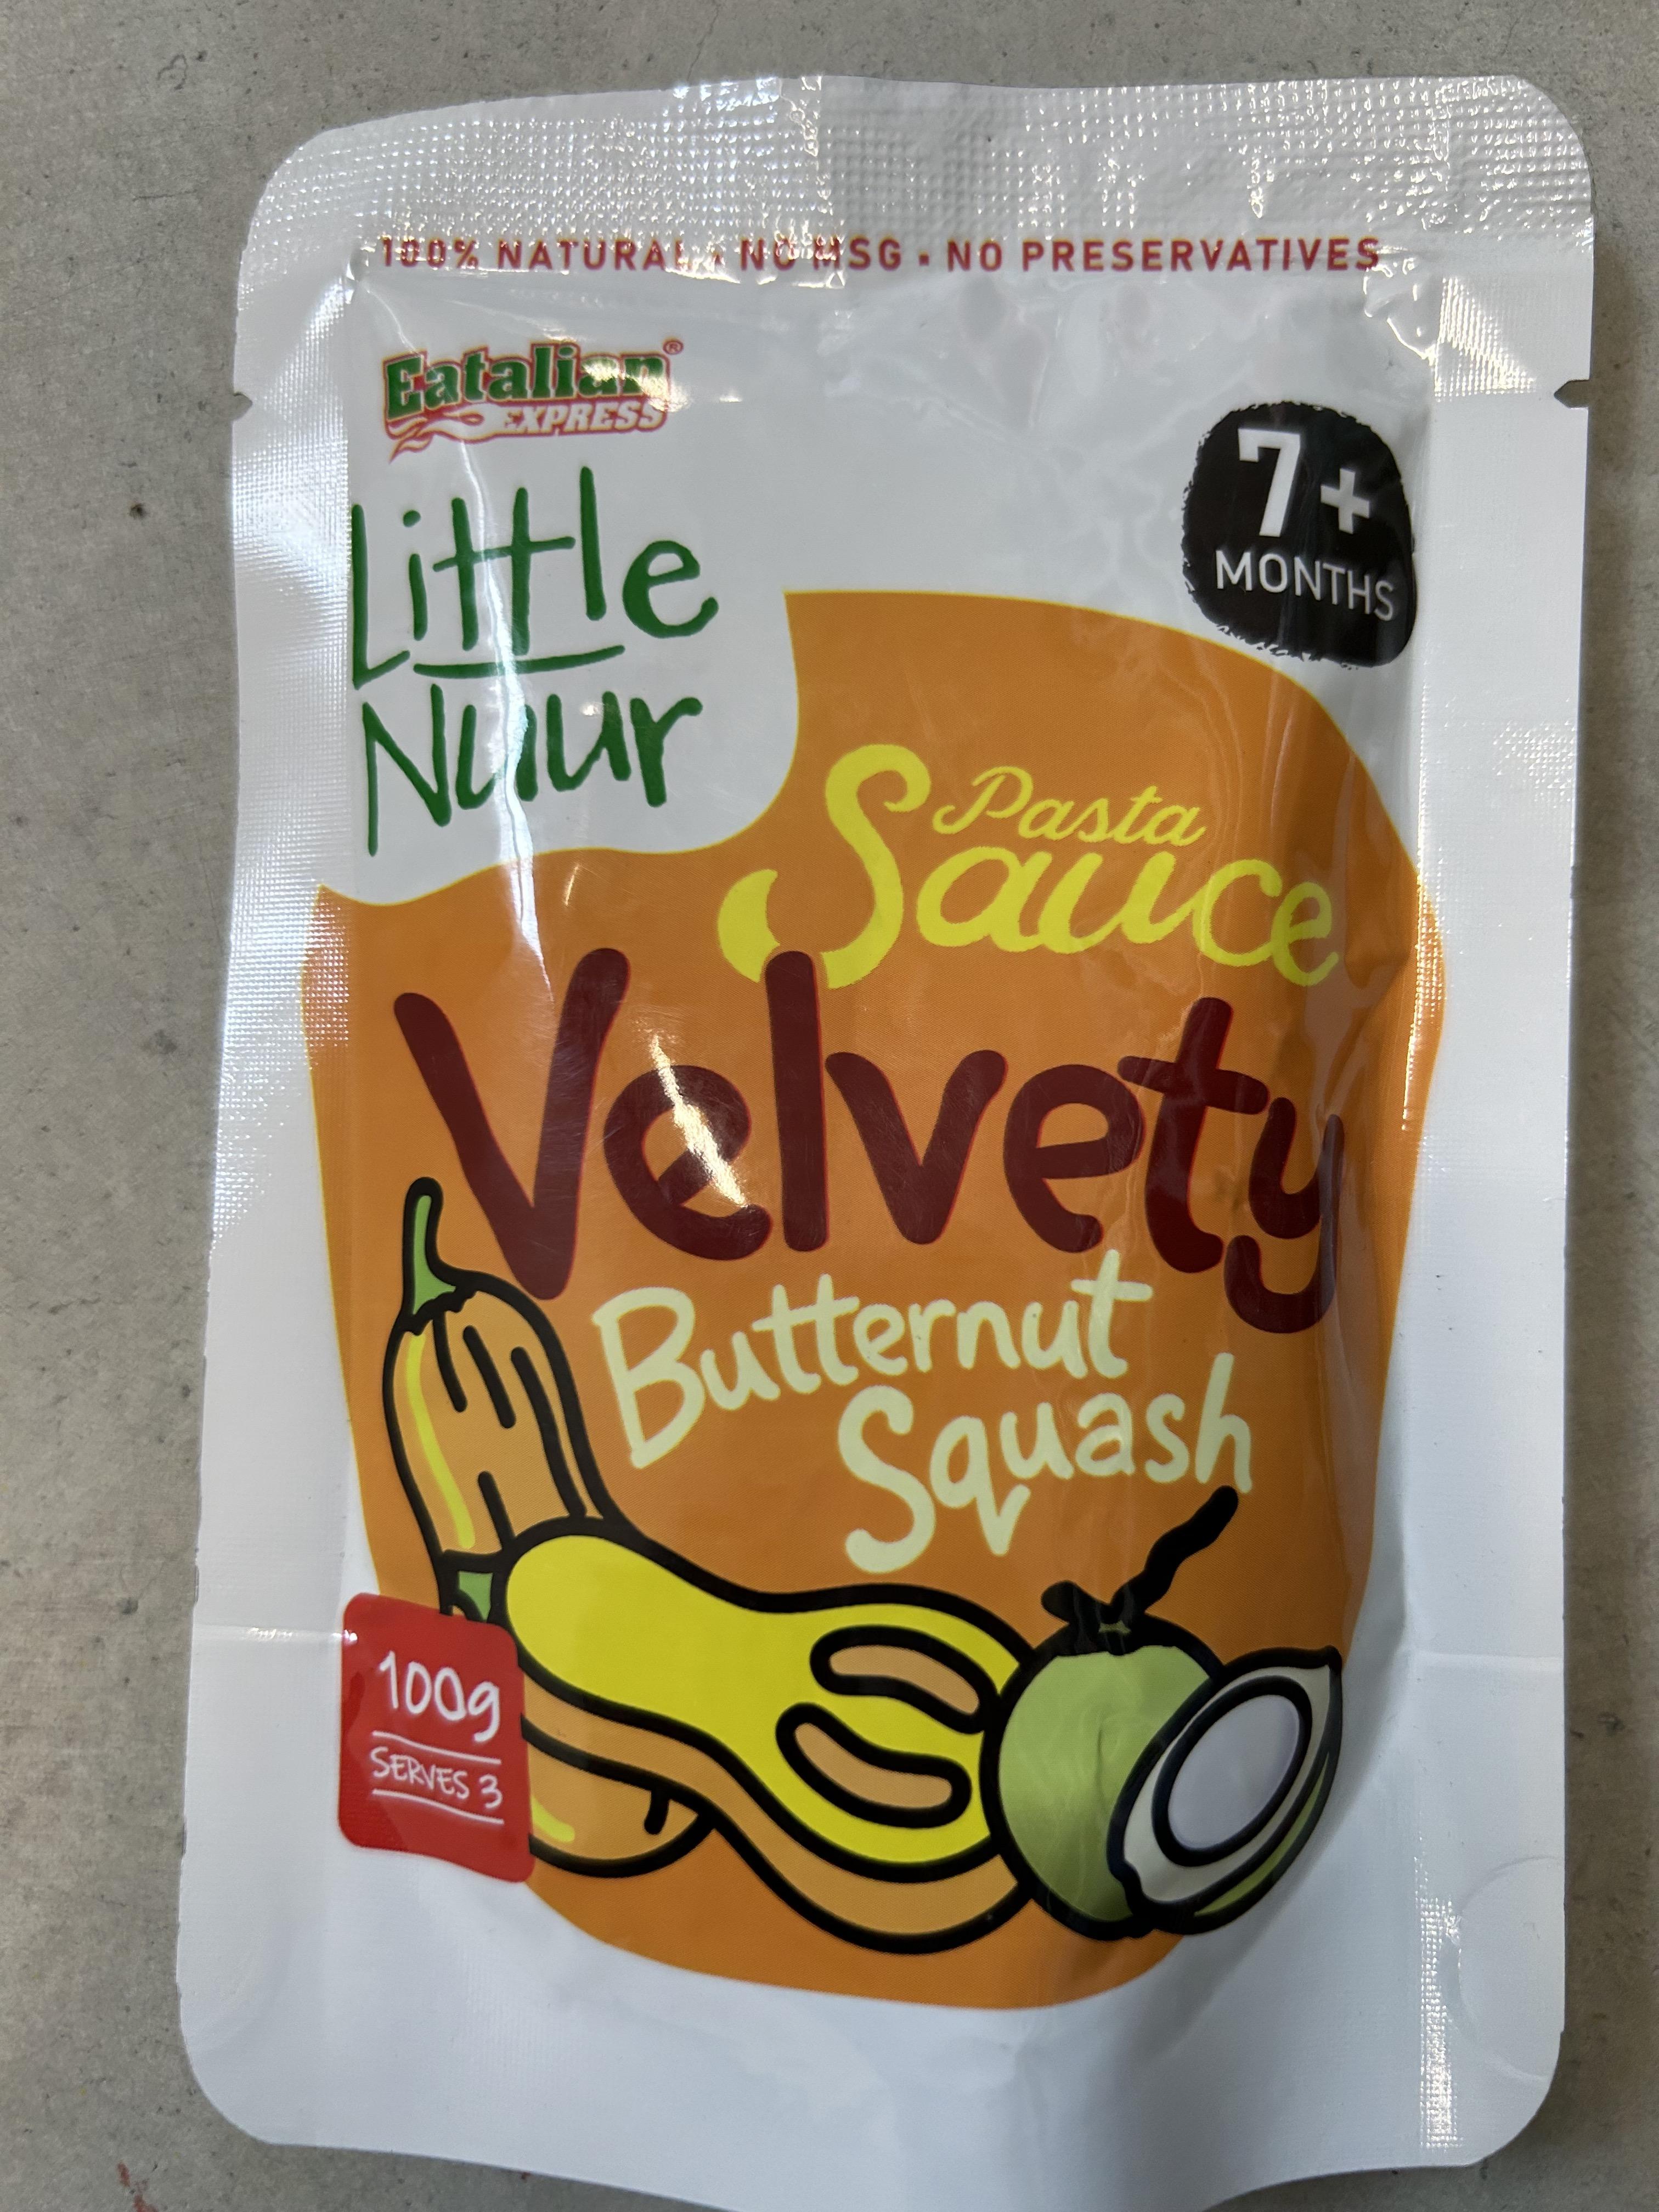 100% NATURAL • NO MSG • NO PRESERVATIVES
Eatalian®
EXPRESS
7+
MONTHS
Little
Nuur
Pasta
Sauce
Velvety
Butternut
Squash
100g
SERVES 3